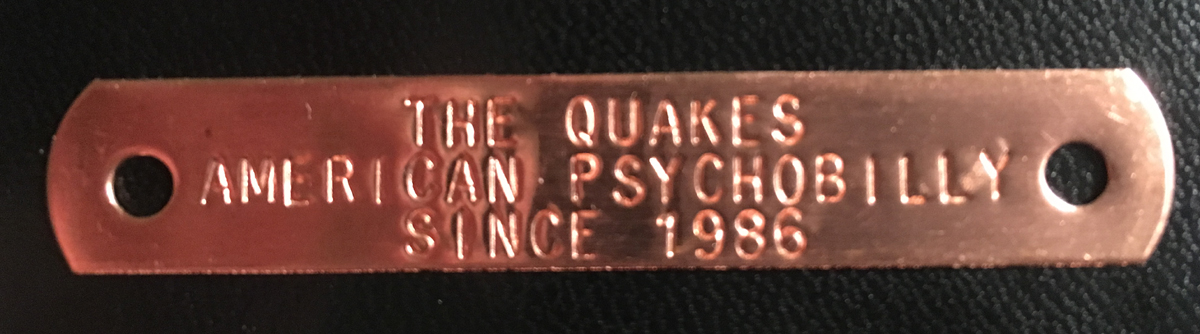 THE QUAKES
AMERICAN PSYCHOBILLY
SINCE 1986